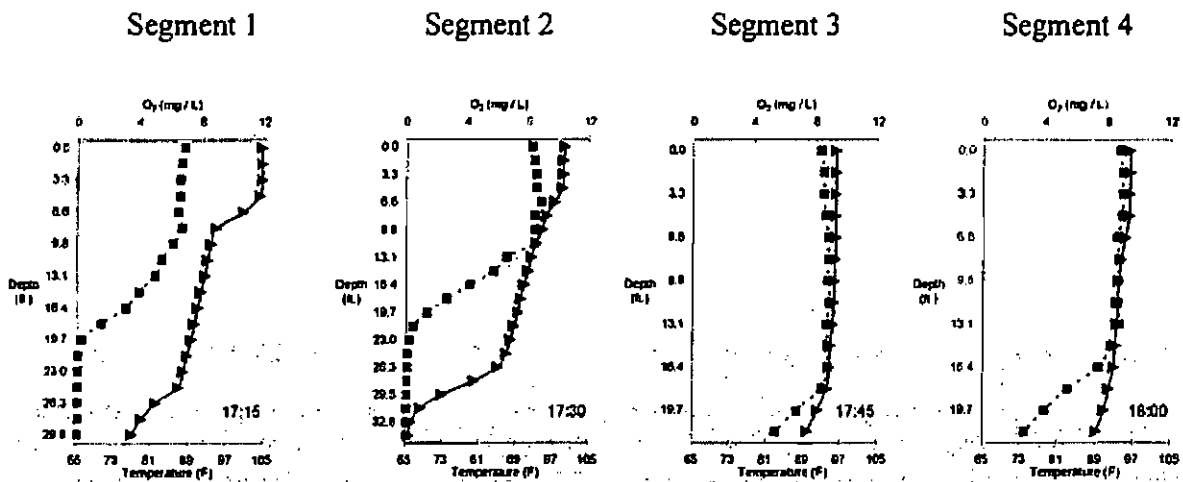 Segment 1 Segment 2 Segment 3 Segment 4
O2 (mg / L) O2 (mg / L) O2 (mg / L) O2 (mg / L)
0 4 8 12 0 4 8 12 0 4 8 12 0 4 8 12
0.0 0.0 0.0
3.3 3.3 3.3 3.3
6.6 6.6 6.6 6.6
9.8 9.8 9.8 9.8
13.1 13.1 13.1 13.1
16.4 16.4 16.4 16.4
19.7 19.7 19.7 19.7
23.0 23.0
26.3 26.3
29.5
32.8
Depth Depth Depth Depth
(ft.) (ft.) (ft.) (ft.)
17:15 17:30 17:45 18:00
65 73 81 89 97 105 65 73 81 89 97 105 65 73 81 89 97 105 65 73 81 89 97 105
Temperature (F) Temperature (F) Temperature (F) Temperature (F)